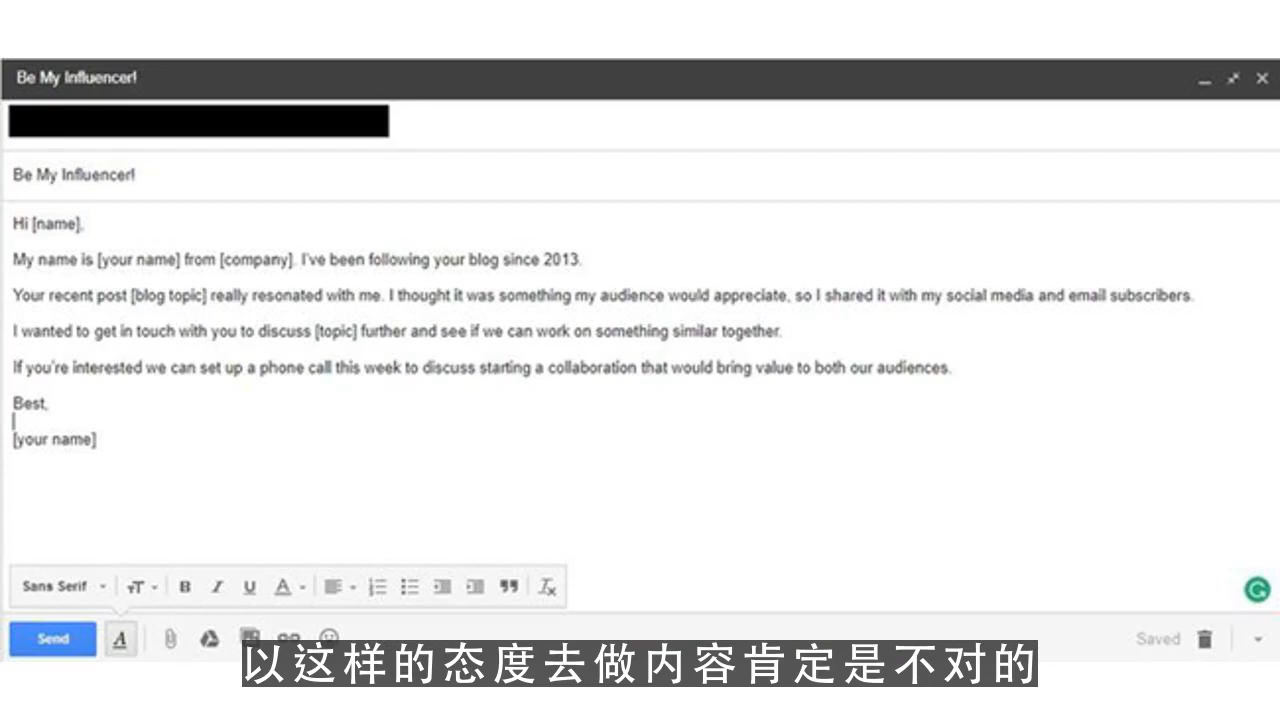 Be My Influencer!
Be My Influencer!
Hi [name],
My name is [your name] from [company]. I've been following your blog since 2013.
Your recent post [blog topic] really resonated with me. I thought it was something my audience would appreciate, so I shared it with my social media and email subscribers.
I wanted to get in touch with you to discuss [topic] further and see if we can work on something similar together.
If you're interested we can set up a phone call this week to discuss starting a collaboration that would bring value to both our audiences.
Best,
[your name]
Sans Serif
Send
Saved
以这样的态度去做内容肯定是不对的